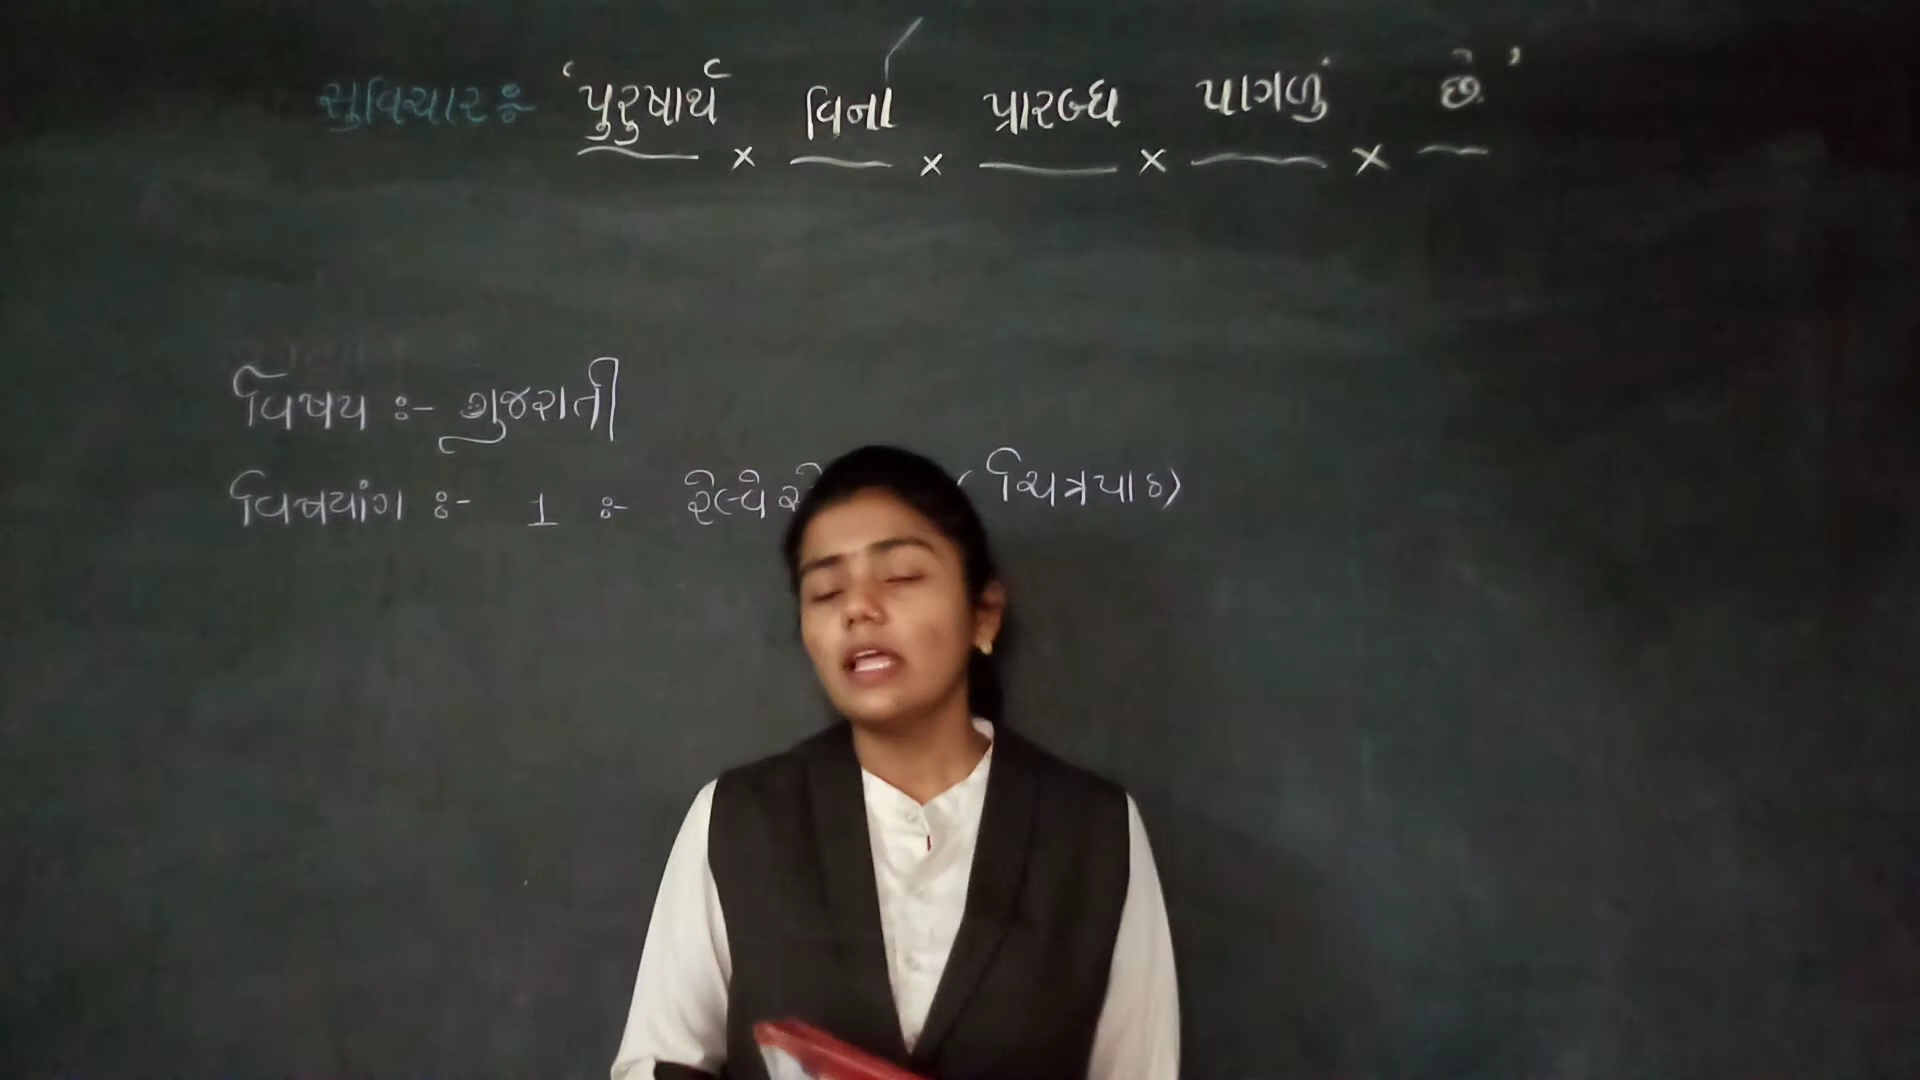 સુવિચાર ઃ- ‘પુરુષાર્થ વિના પ્રારબ્ધ પાગળું છે’
વિષય ઃ- ગુજરાતી
વિષયાંગ ઃ- 1 ઃ- રેલ્વે (ચિત્રપાઠ)